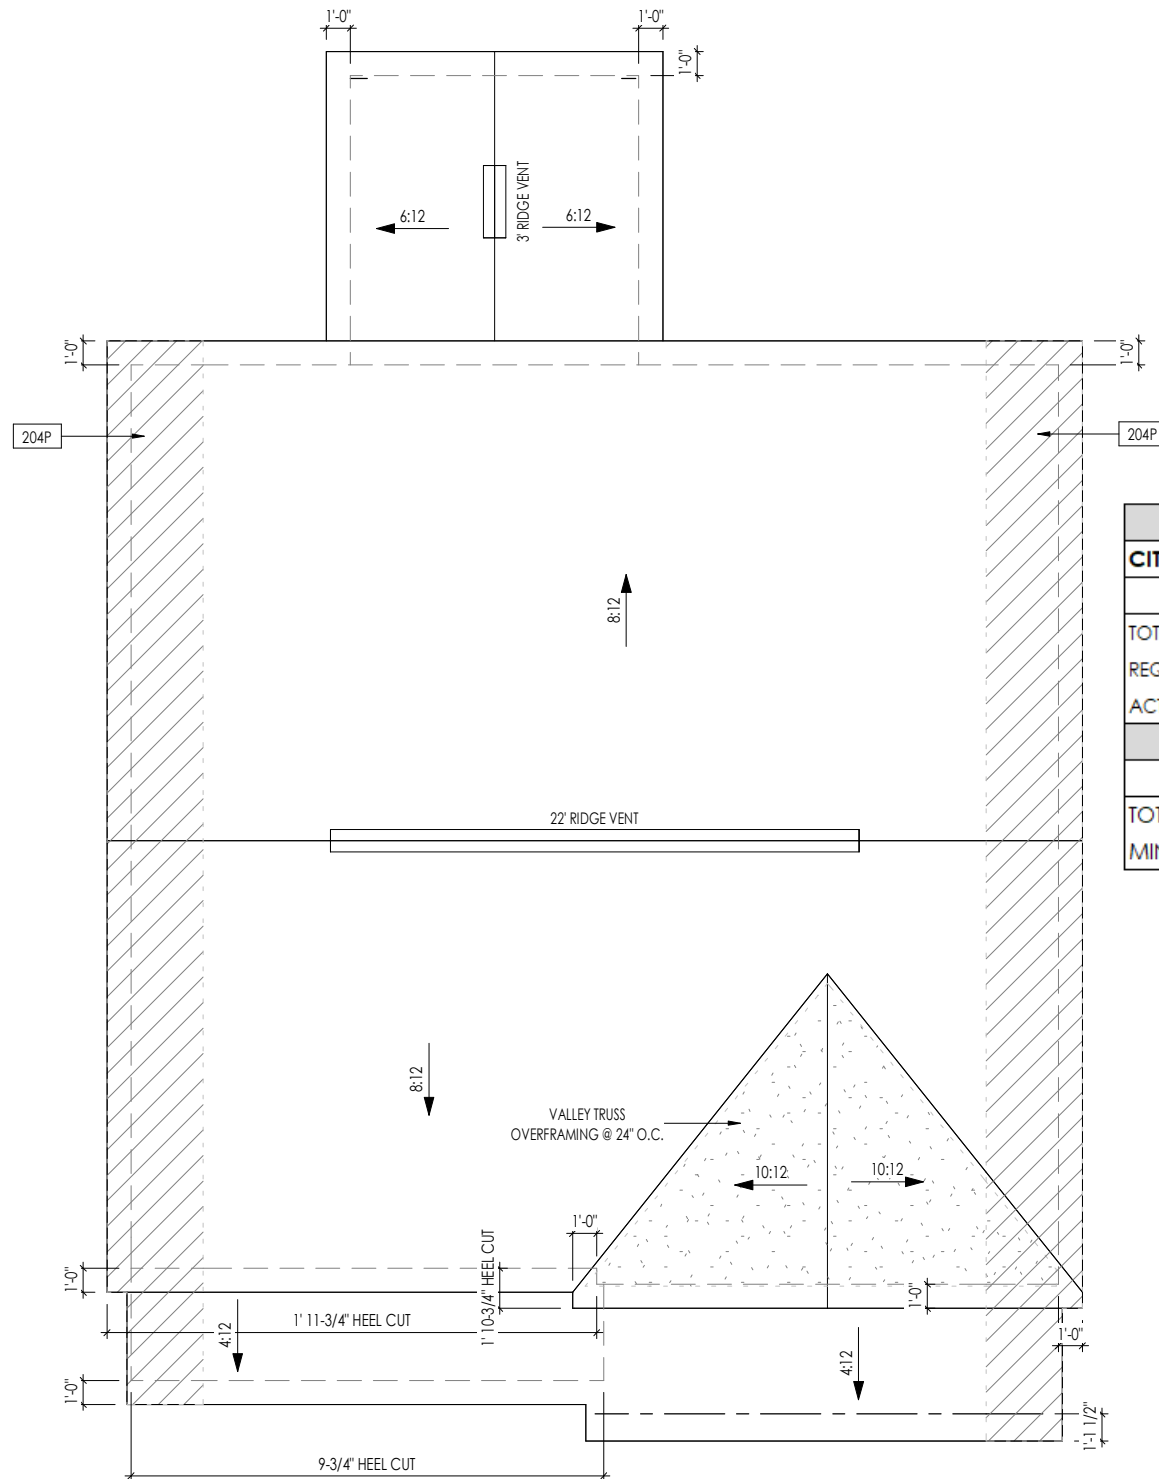 1'-0"
1'-0"
1'-0"
3' RIDGE VENT
6:12
6:12
1'-0"
1'-0"
204P
204P
CIT
8:12
TOT
REQ
ACT
22' RIDGE VENT
TOT
MIN
8:12
VALLEY TRUSS
OVERFRAMING @ 24" O.C.
10:12
10:12
1'-0"
1'-0"
1' 10-3/4" HEEL CUT
1'-0"
1' 11-3/4" HEEL CUT
4:12
4:12
1'-0"
1'-0"
1'-1 1/2"
9-3/4" HEEL CUT